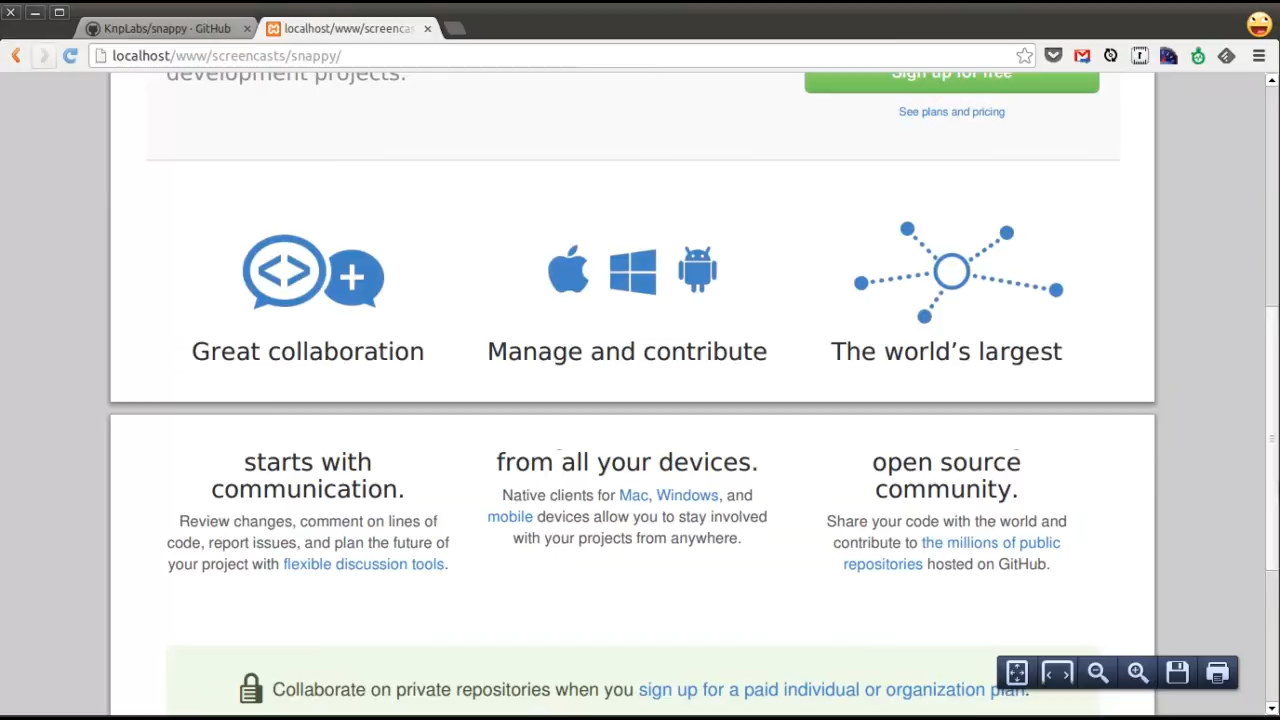 KnpLabs/snappy · GitHub
localhost/www/screencas
localhost/www/screencasts/snappy/
development projects.
Sign up for free
See plans and pricing
Great collaboration
Manage and contribute
The world's largest
starts with
communication.
from all your devices.
open source
community.
Review changes, comment on lines of
code, report issues, and plan the future of
your project with flexible discussion tools.
Native clients for Mac, Windows, and
mobile devices allow you to stay involved
with your projects from anywhere.
Share your code with the world and
contribute to the millions of public
repositories hosted on GitHub.
Collaborate on private repositories when you sign up for a paid individual or organization plan.